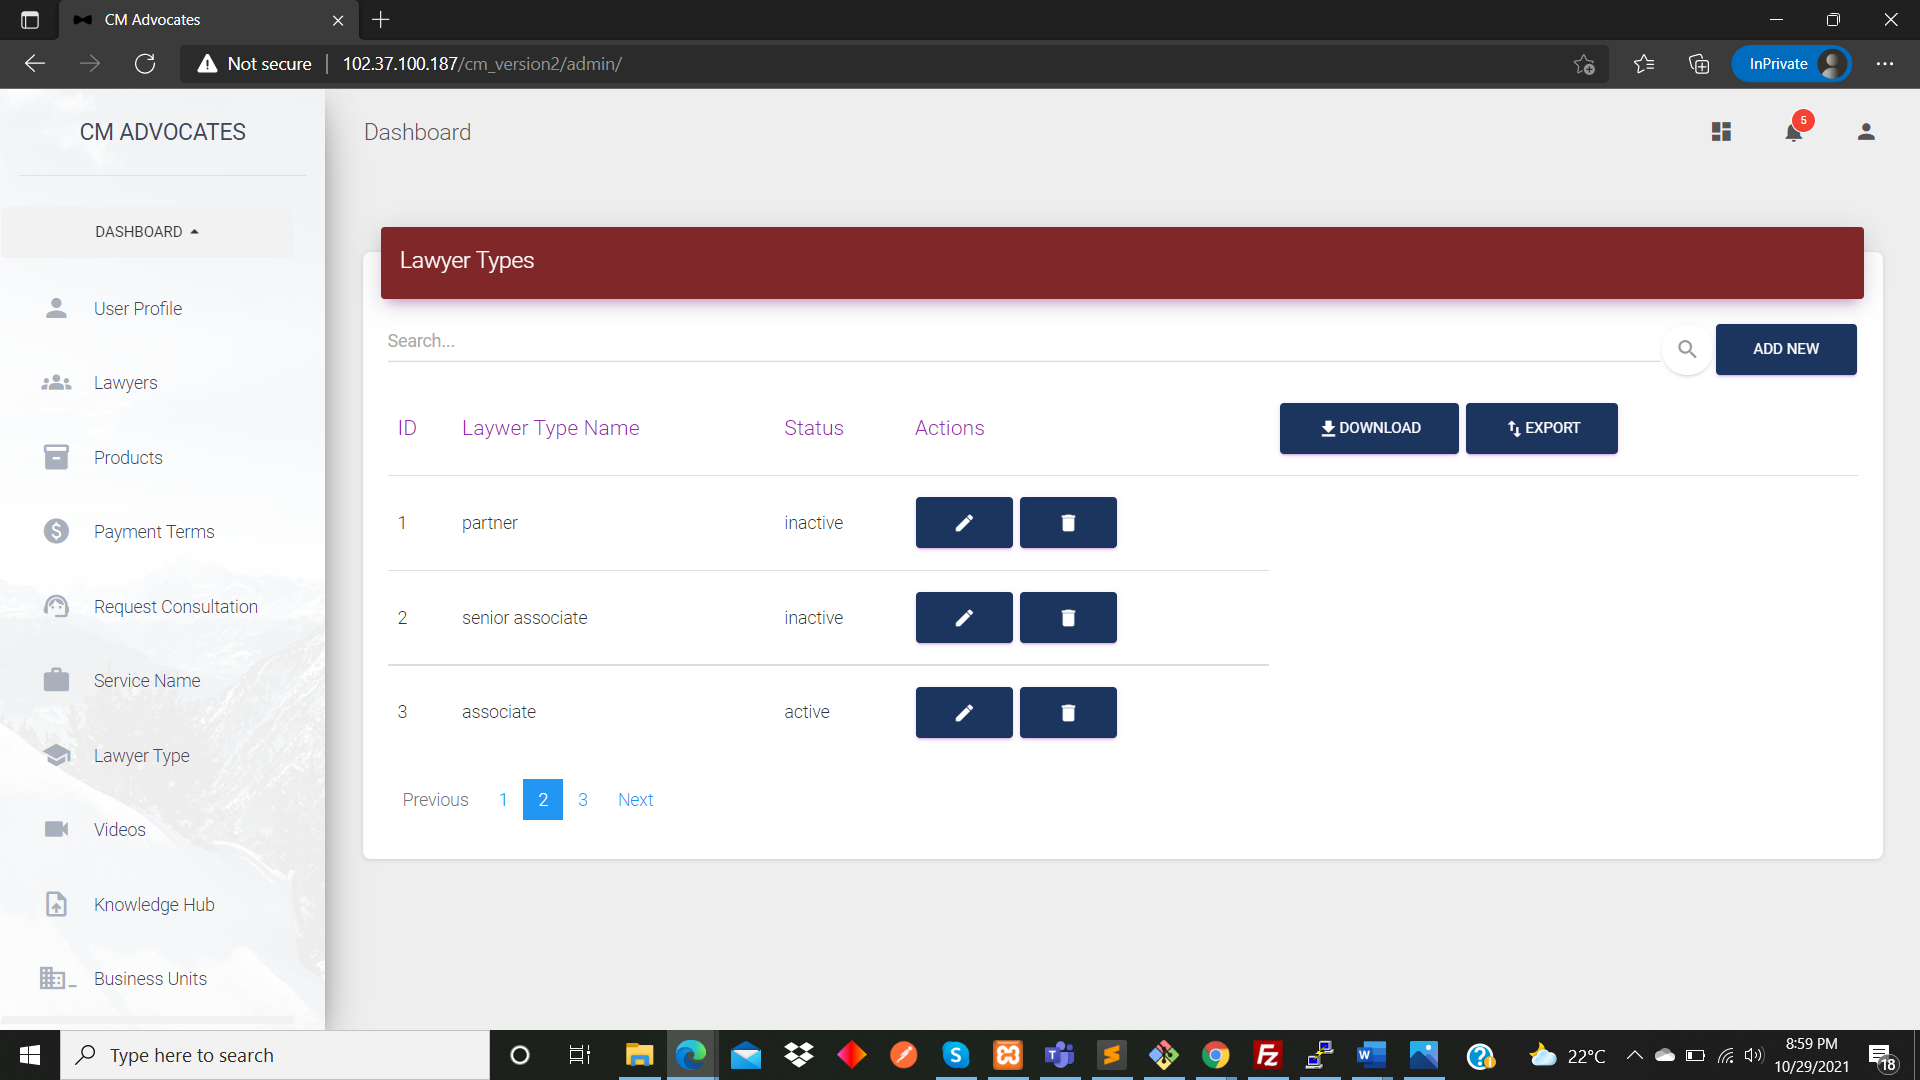 CM Advocates
Not secure
102.37.100.187/cm_version2/admin/
InPrivate
CM ADVOCATES
Dashboard
5
DASHBOARD
User Profile
Lawyers
Products
Payment Terms
Request Consultation
Service Name
Lawyer Type
Videos
Knowledge Hub
Business Units
Lawyer Types
Search...
ADD NEW
ID Laywer Type Name Status Actions
DOWNLOAD EXPORT
1 partner inactive
2 senior associate inactive
3 associate active
Previous 1 2 3 Next
Type here to search
22°C
8:59 PM
10/29/2021
18